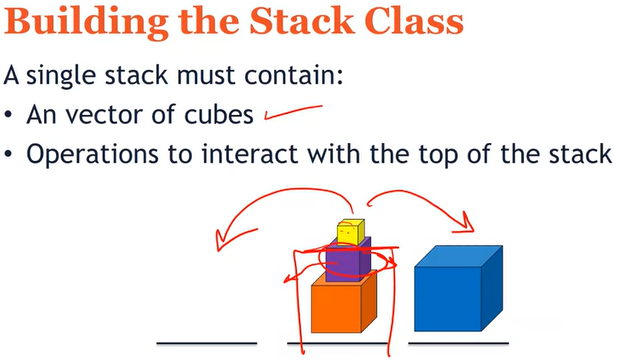 Building the Stack Class
A single stack must contain:
• An vector of cubes
• Operations to interact with the top of the stack